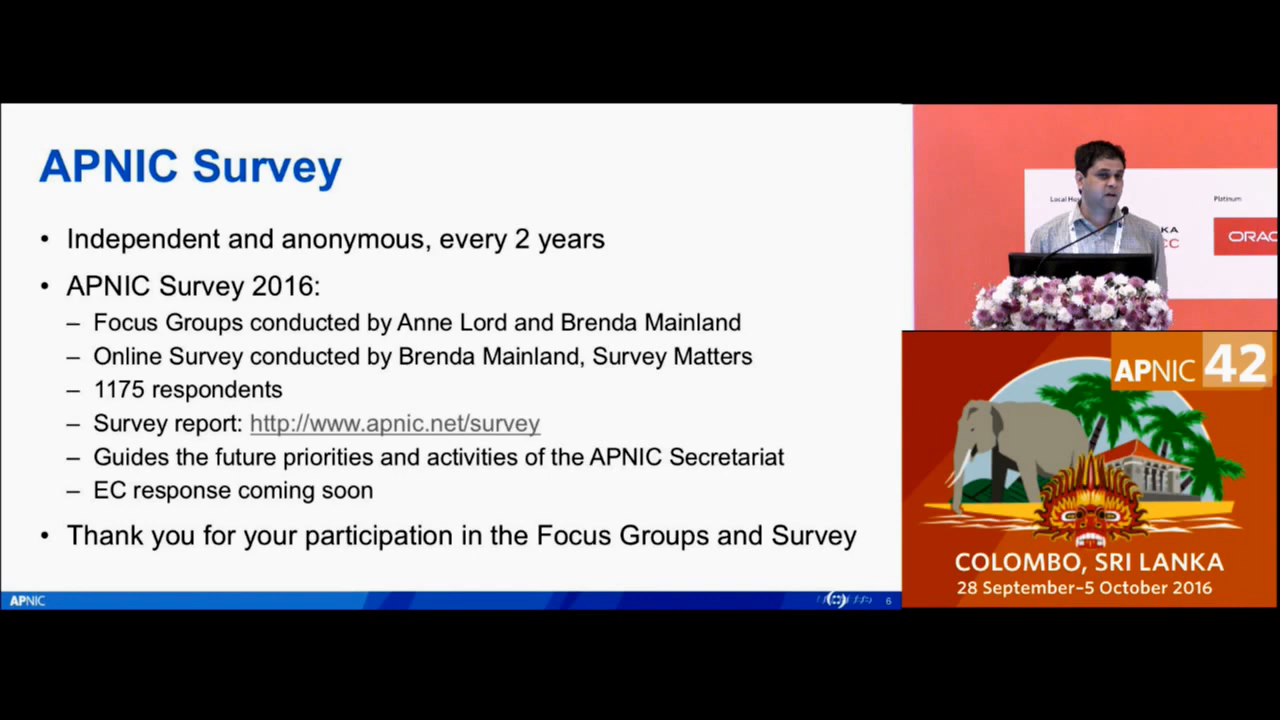 APNIC Survey
• Independent and anonymous, every 2 years
• APNIC Survey 2016:
– Focus Groups conducted by Anne Lord and Brenda Mainland
– Online Survey conducted by Brenda Mainland, Survey Matters
– 1175 respondents
– Survey report: http://www.apnic.net/survey
– Guides the future priorities and activities of the APNIC Secretariat
– EC response coming soon
• Thank you for your participation in the Focus Groups and Survey
APNIC
6
Local
Platinum
KA
CC
ORAC
APNIC 42
COLOMBO, SRI LANKA
28 September–5 October 2016